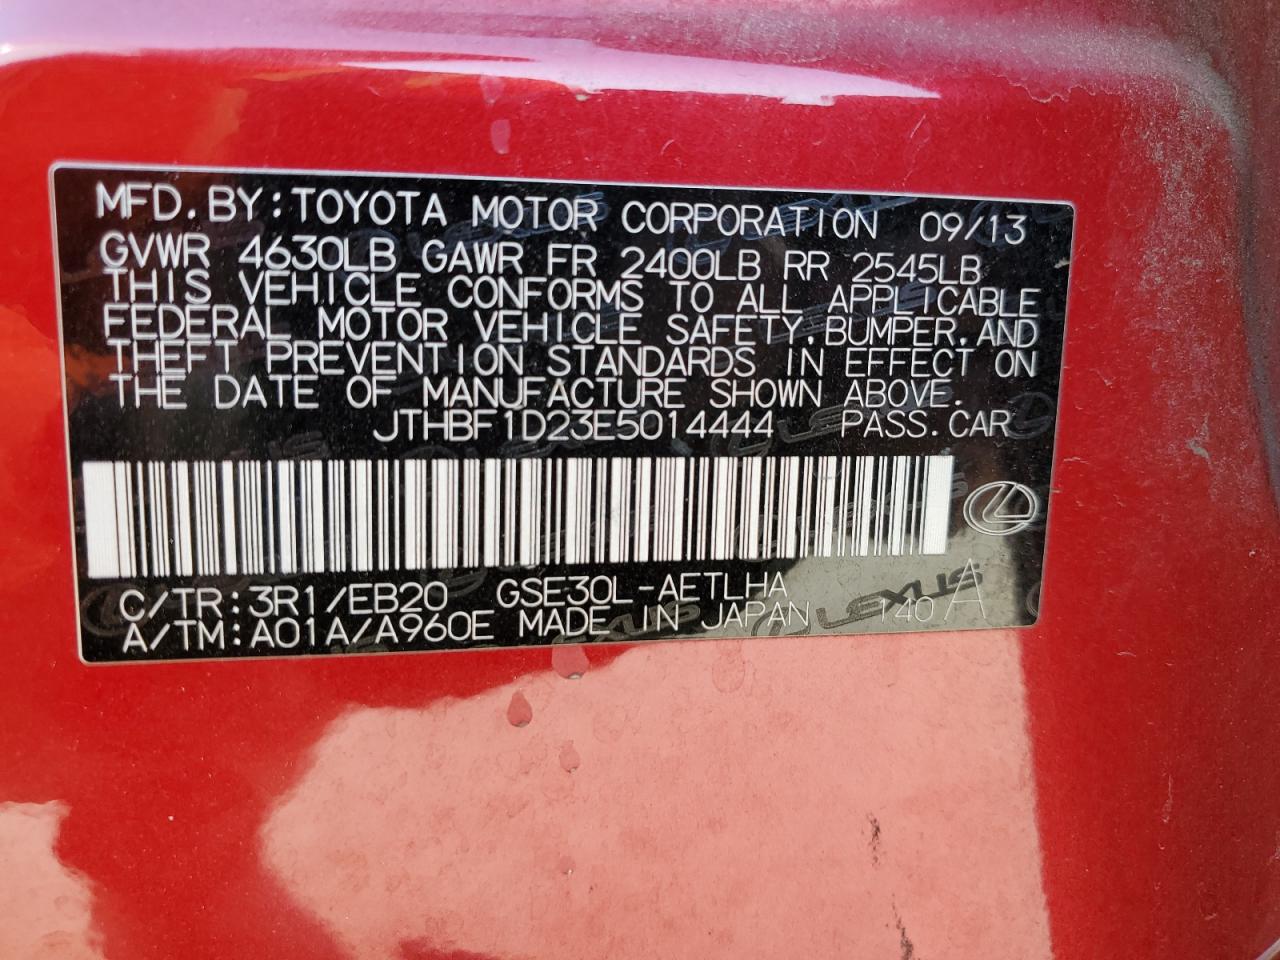 MFD. BY: TOYOTA MOTOR CORPORATION 09/13
GVWR 4630LB GAWR FR 2400LB RR 2545LB
THIS VEHICLE CONFORMS TO ALL APPLICABLE
FEDERAL MOTOR VEHICLE SAFETY, BUMPER, AND
THEFT PREVENTION STANDARDS IN EFFECT ON
THE DATE OF MANUFACTURE SHOWN ABOVE.
JTHBF1D23E5014444 PASS. CAR
C/TR: 3R1/EB20 GSE30L-AETLHA
A/TM: A01A/A960E MADE IN JAPAN 140 A
LEXUS